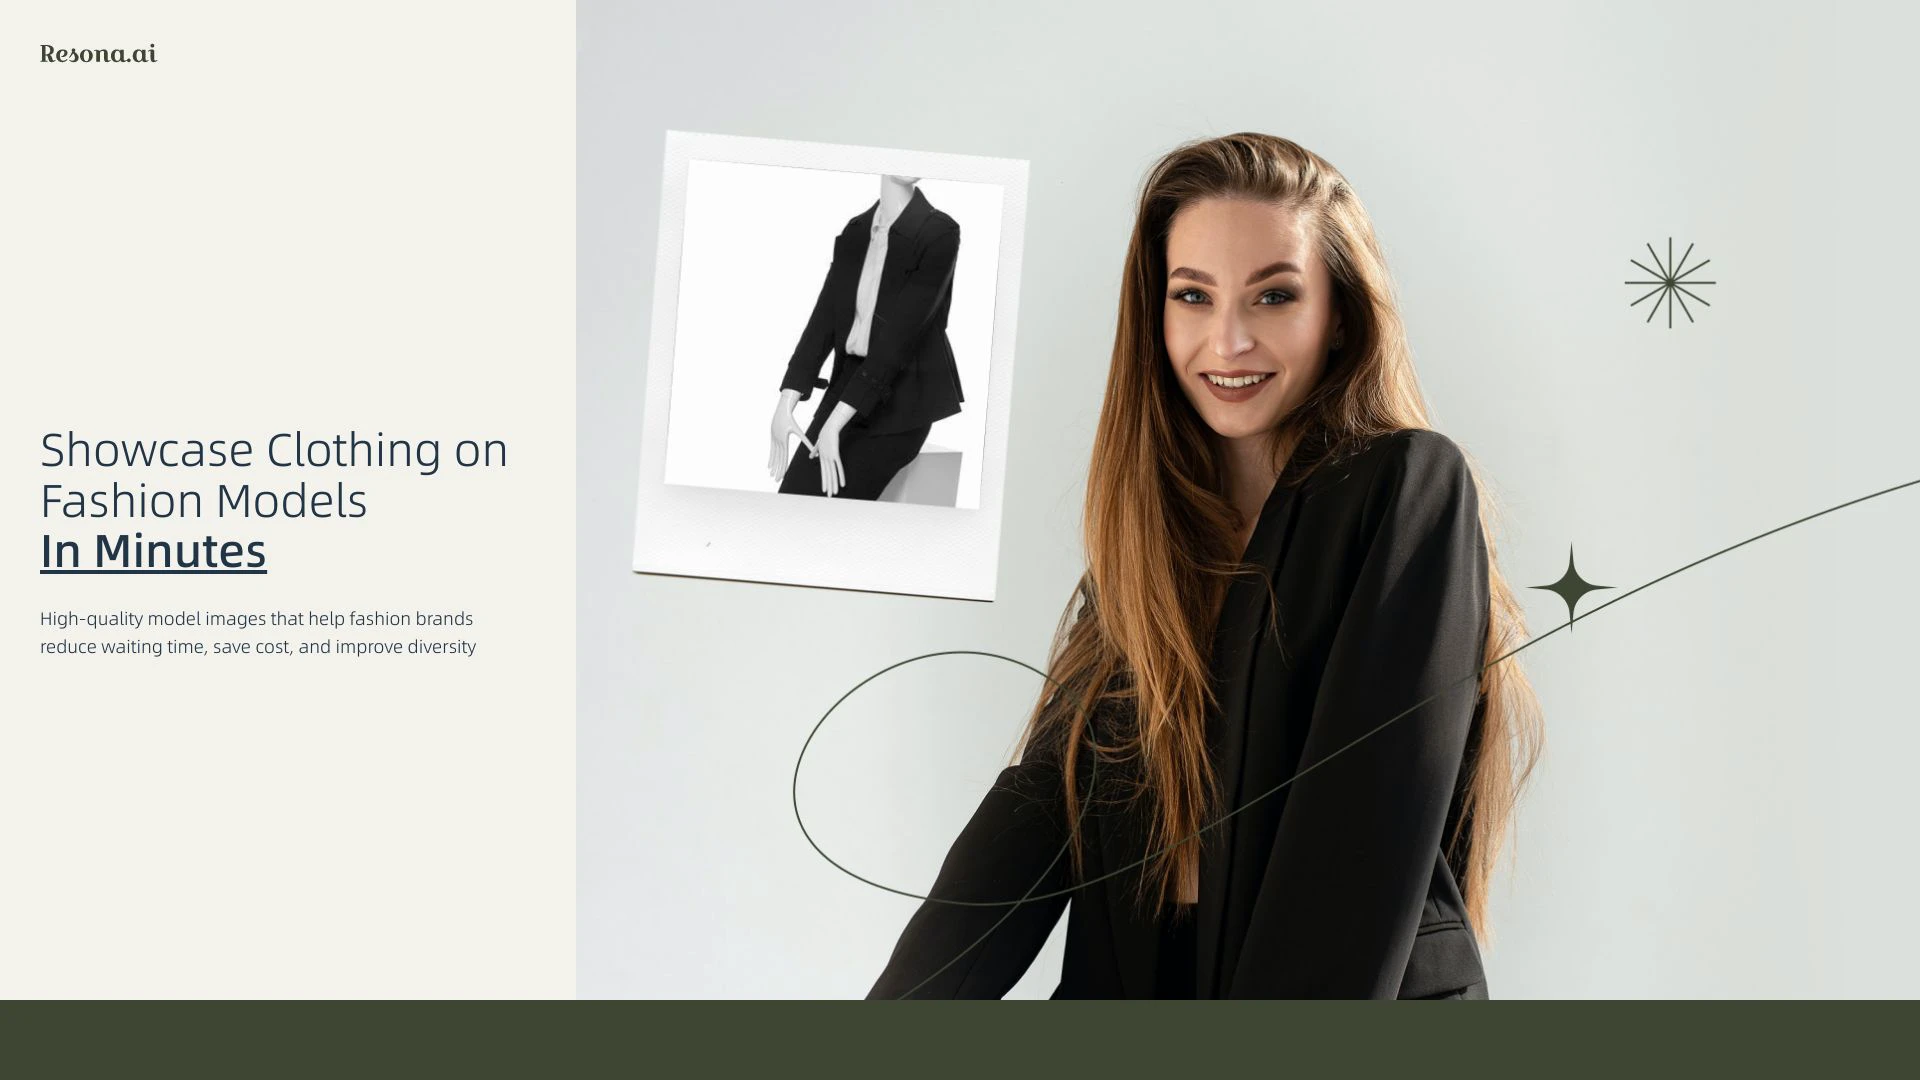 Resona.ai
Showcase Clothing on
Fashion Models
In Minutes
High-quality model images that help fashion brands
reduce waiting time, save cost, and improve diversity